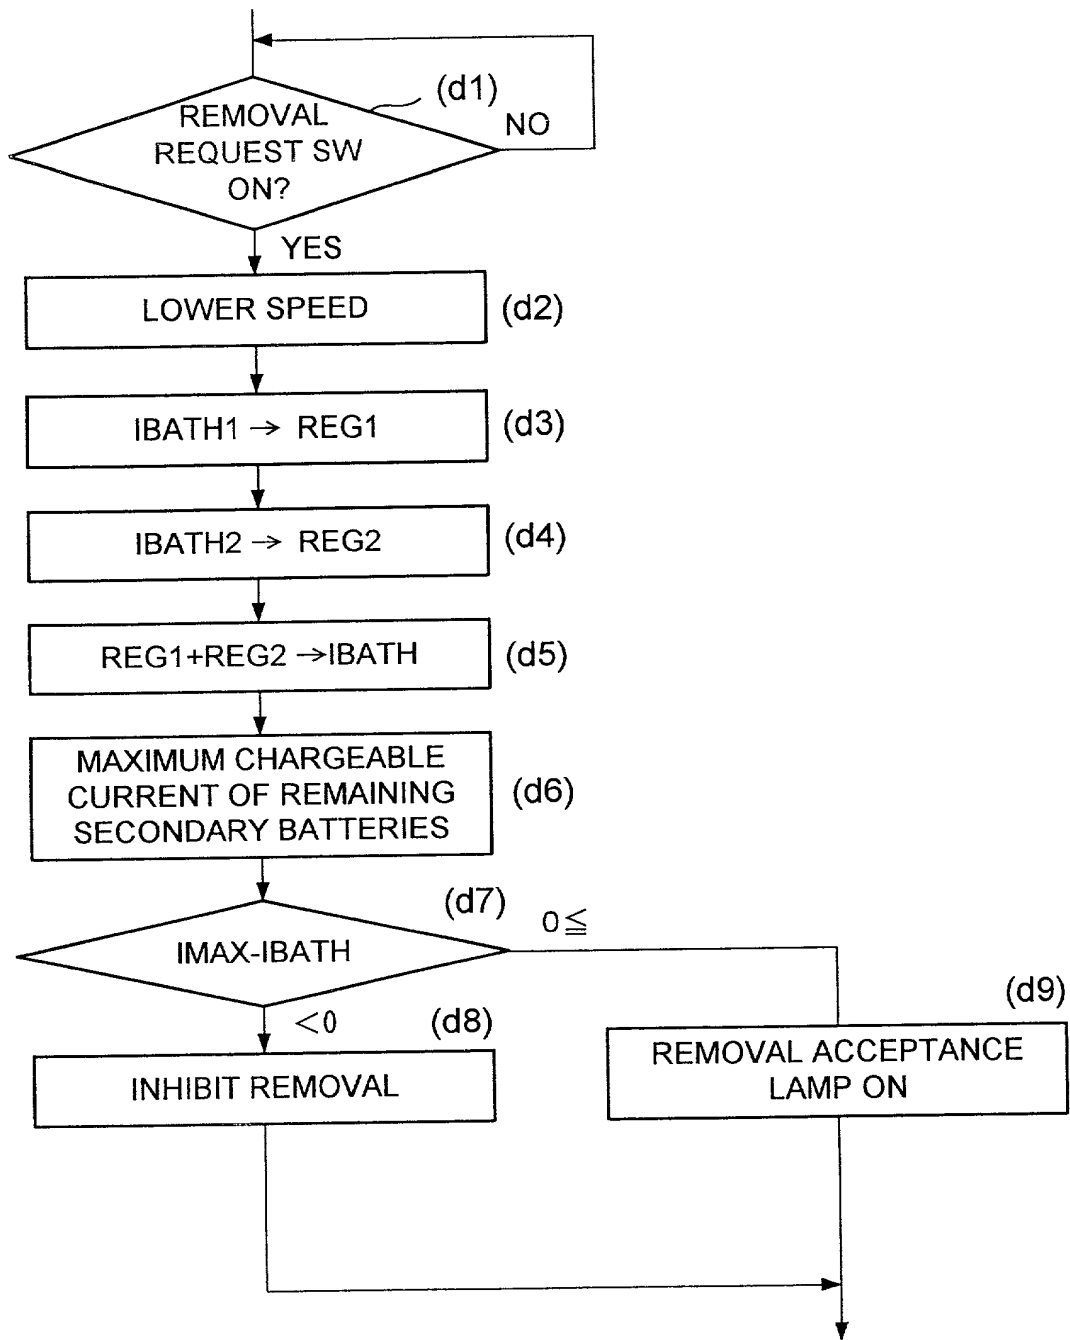 (d1)
REMOVAL
REQUEST SW
ON?
NO
YES
LOWER SPEED
(d2)
IBATH1 → REG1
(d3)
IBATH2 → REG2
(d4)
REG1+REG2 →IBATH
(d5)
MAXIMUM CHARGEABLE
CURRENT OF REMAINING
SECONDARY BATTERIES
(d6)
(d7)
IMAX-IBATH
0≦
<0
(d8)
INHIBIT REMOVAL
(d9)
REMOVAL ACCEPTANCE
LAMP ON